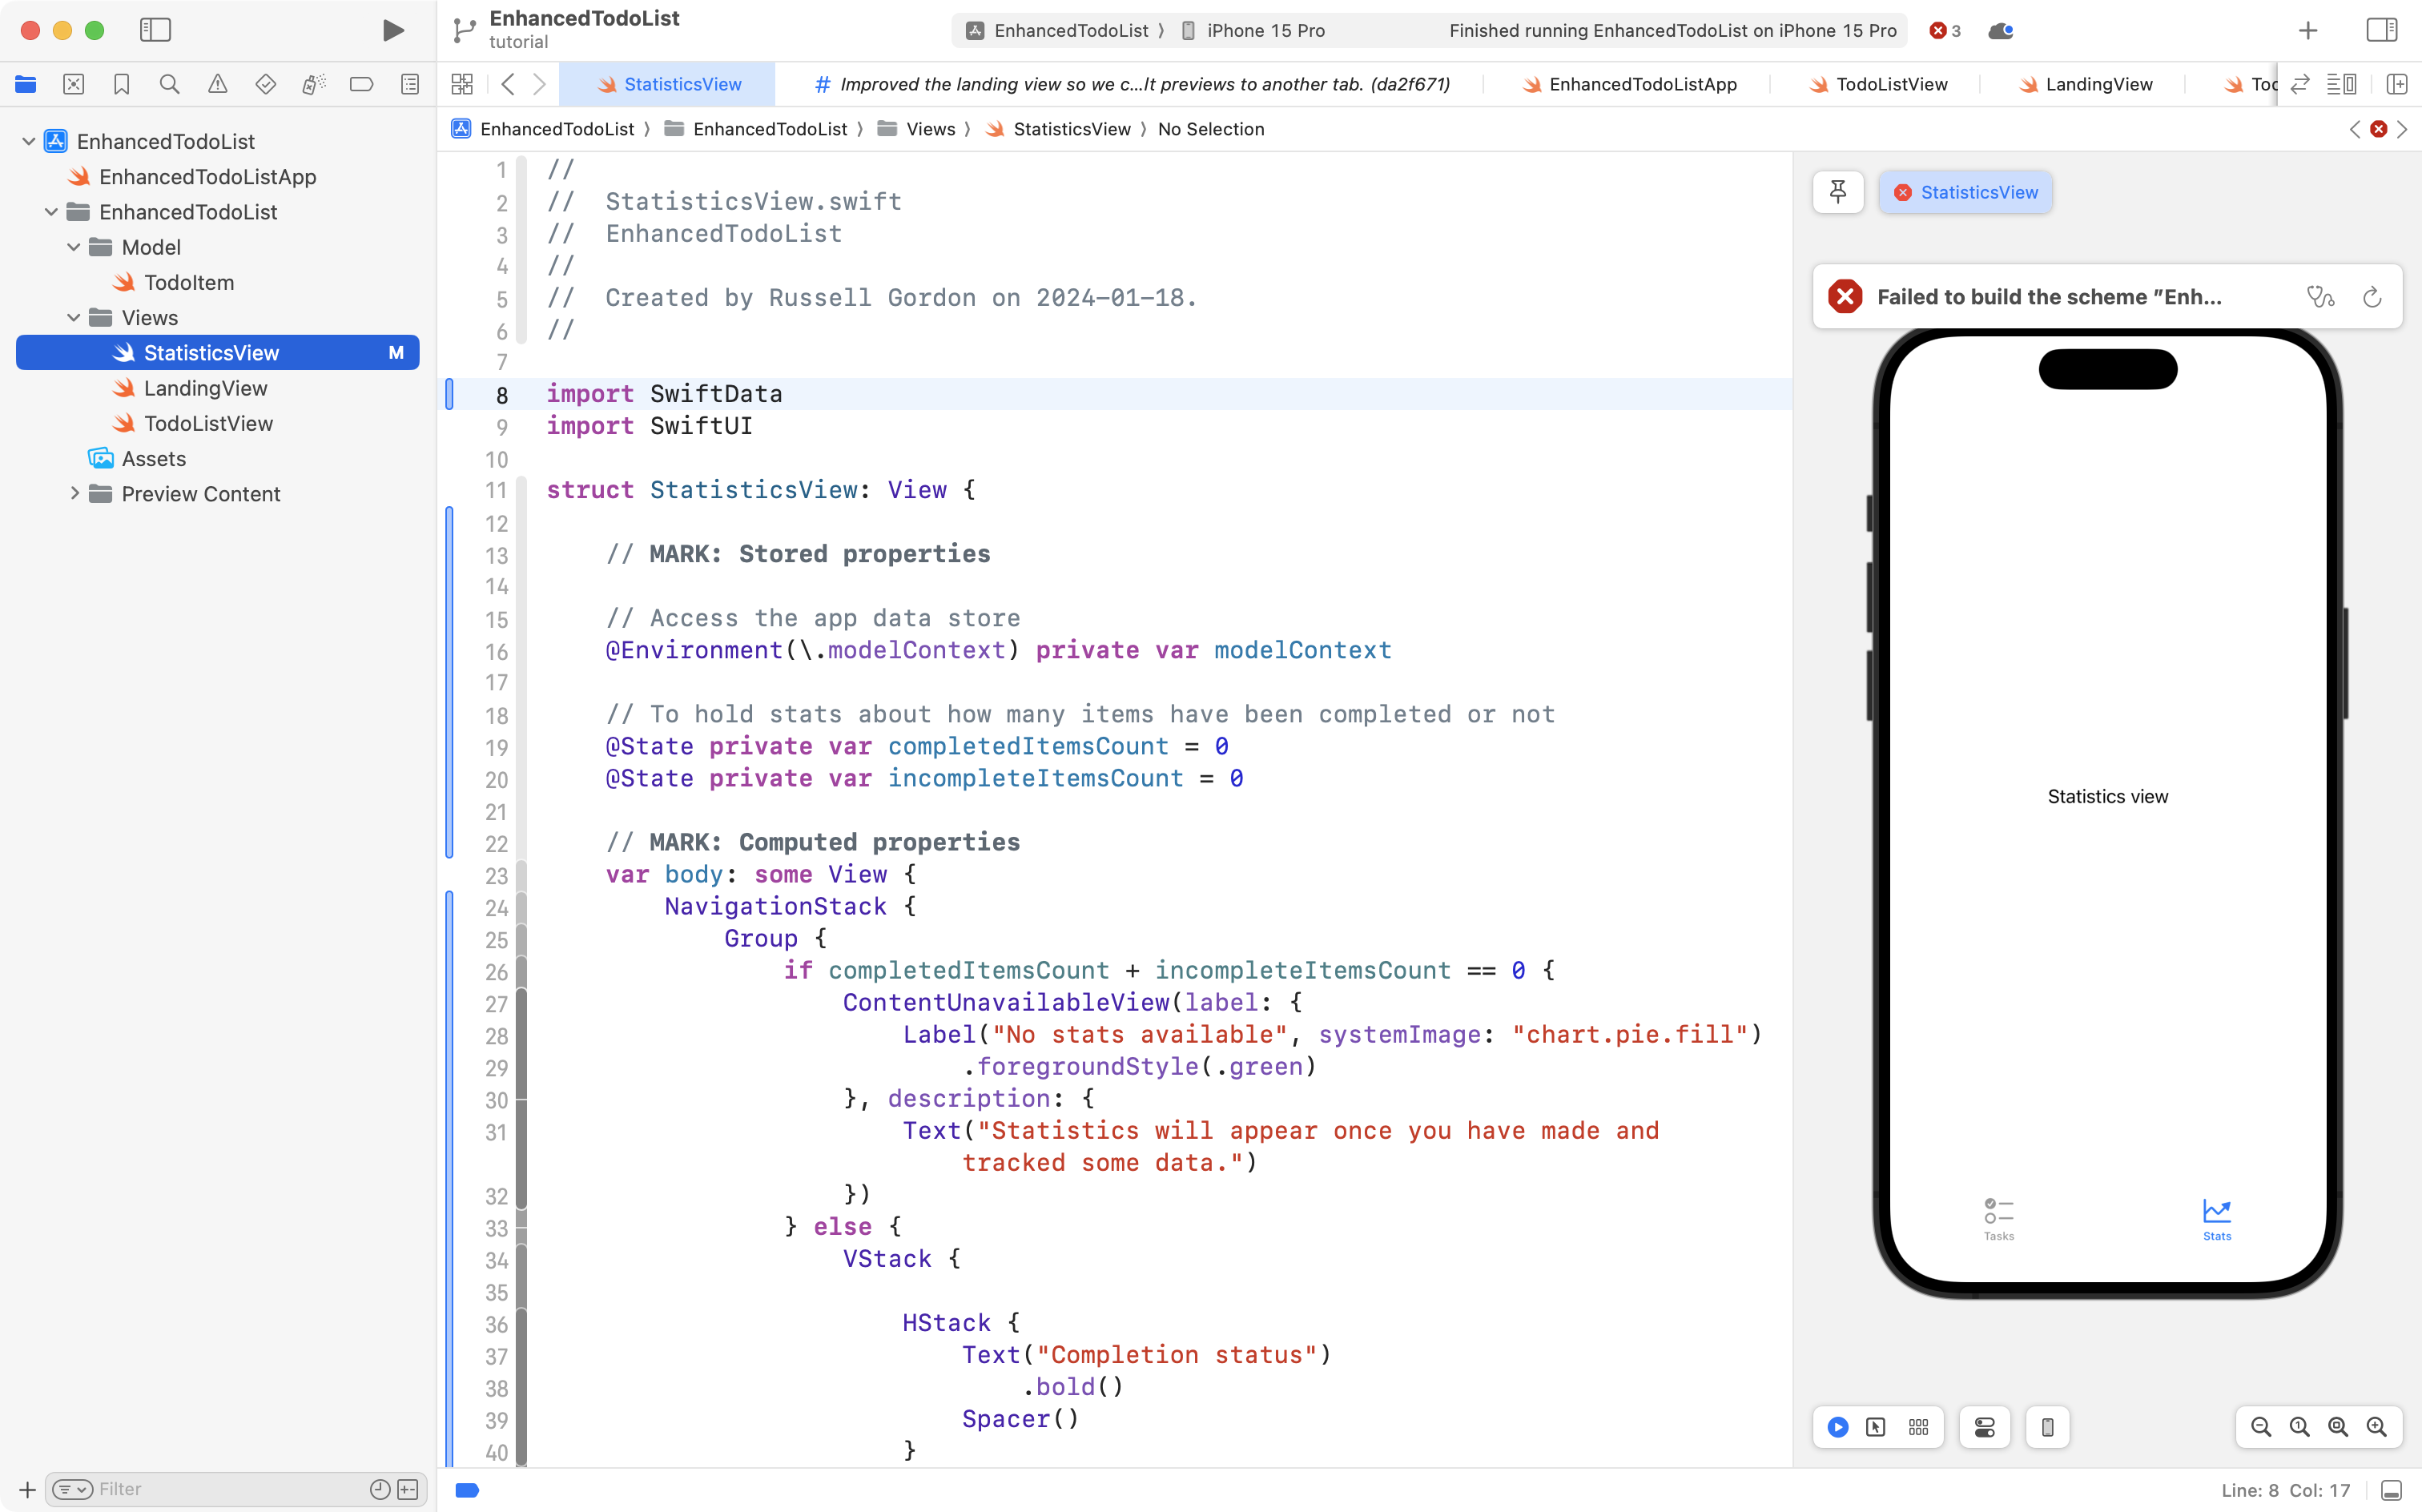 EnhancedTodoList
tutorial
EnhancedTodoList 〉 iPhone 15 Pro
Finished running EnhancedTodoList on iPhone 15 Pro
3
StatisticsView
# Improved the landing view so we c...lt previews to another tab. (da2f671)
EnhancedTodoListApp
TodoListView
LandingView
EnhancedTodoList 〉 EnhancedTodoList 〉 Views 〉 StatisticsView 〉 No Selection
EnhancedTodoList
EnhancedTodoListApp
EnhancedTodoList
Model
TodoItem
Views
StatisticsView M
LandingView
TodoListView
Assets
Preview Content
Filter
1 //
2 //  StatisticsView.swift
3 //  EnhancedTodoList
4 //
5 //  Created by Russell Gordon on 2024-01-18.
6 //
7
8 import SwiftData
9 import SwiftUI
10
11 struct StatisticsView: View {
12
13     // MARK: Stored properties
14
15     // Access the app data store
16     @Environment(\.modelContext) private var modelContext
17
18     // To hold stats about how many items have been completed or not
19     @State private var completedItemsCount = 0
20     @State private var incompleteItemsCount = 0
21
22     // MARK: Computed properties
23     var body: some View {
24         NavigationStack {
25             Group {
26                 if completedItemsCount + incompleteItemsCount == 0 {
27                     ContentUnavailableView(label: {
28                         Label("No stats available", systemImage: "chart.pie.fill")
29                             .foregroundStyle(.green)
30                     }, description: {
31                         Text("Statistics will appear once you have made and
tracked some data.")
32                     })
33                 } else {
34                     VStack {
35
36                         HStack {
37                             Text("Completion status")
38                                 .bold()
39                             Spacer()
40                         }
StatisticsView
Failed to build the scheme "Enh...
Statistics view
Tasks
Stats
Line: 8 Col: 17